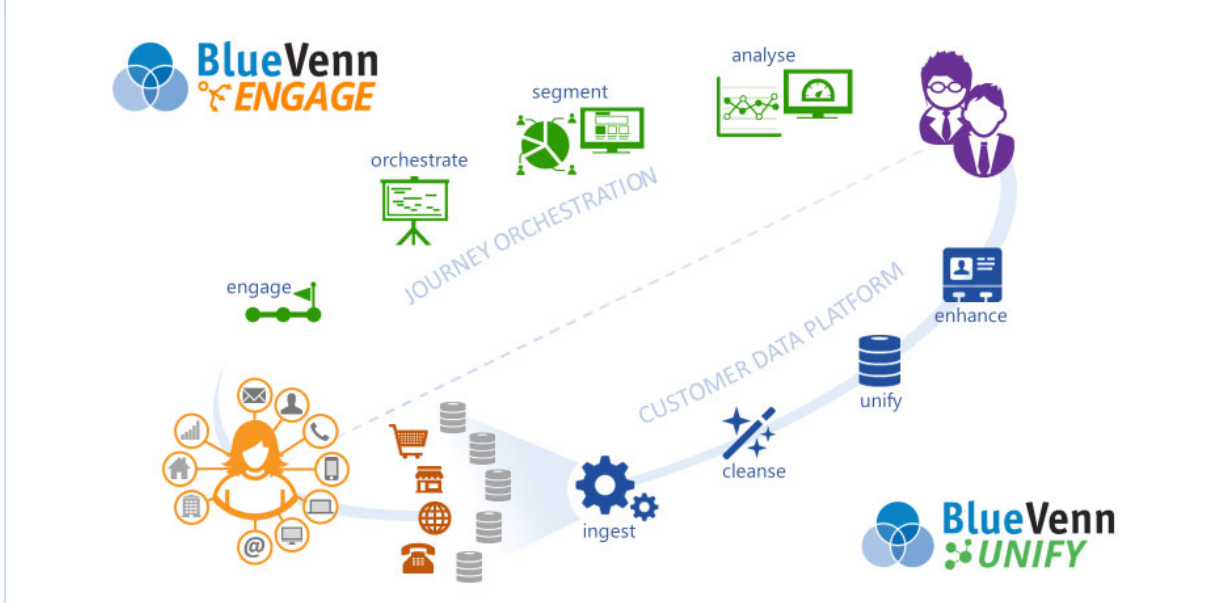 BlueVenn
ENGAGE
analyse
segment
orchestrate
JOURNEY ORCHESTRATION
engage
enhance
CUSTOMER DATA PLATFORM
unify
cleanse
ingest
@
BlueVenn
UNIFY